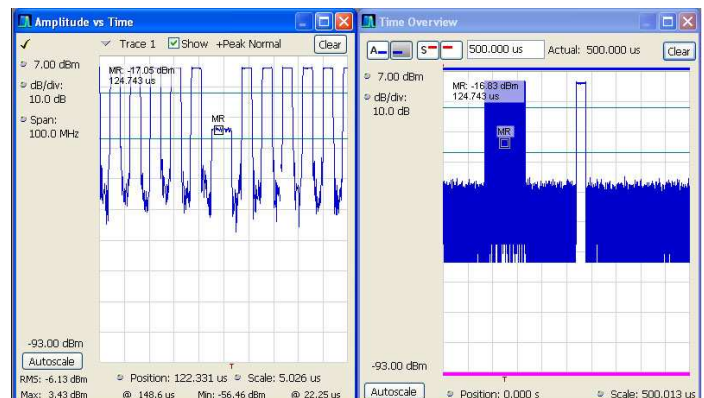 Amplitude vs Time
Trace 1 Show +Peak Normal Clear
7.00 dBm
MR: -17.05 dBm
124.743 us
dB/div:
10.0 dB
Span:
100.0 MHz
MR
-93.00 dBm
Autoscale
Position: 122.331 us Scale: 5.026 us
RMS: -6.13 dBm
Max: 3.43 dBm @ 148.6 us Min: -56.46 dBm @ 22.25 us
T
Time Overview
A S 500.000 us Actual: 500.000 us Clear
7.00 dBm
MR: -16.83 dBm
124.743 us
dB/div:
10.0 dB
MR
-93.00 dBm
T
Autoscale
Position: 0.000 s Scale: 500.013 us